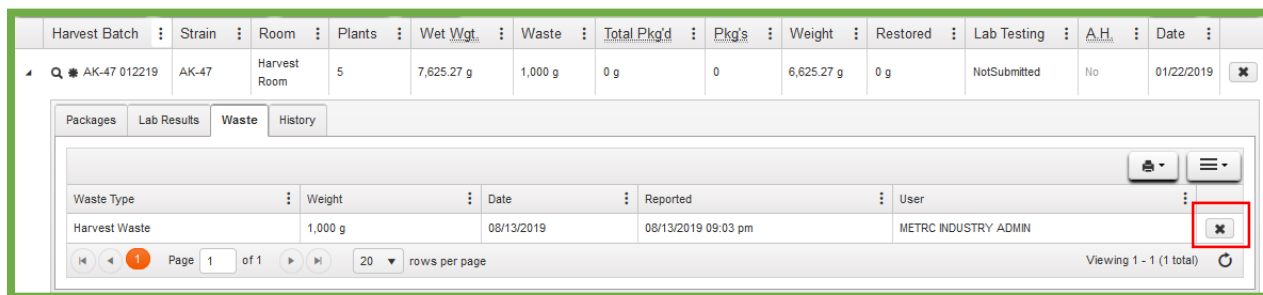 Harvest Batch Strain Room Plants Wet Wgt. Waste Total Pkg'd Pkg's Weight Restored Lab Testing A.H. Date
AK-47 012219 AK-47 Harvest Room 5 7,625.27 g 1,000 g 0 g 0 6,625.27 g 0 g NotSubmitted No 01/22/2019
Packages Lab Results Waste History
Waste Type Weight Date Reported User
Harvest Waste 1,000 g 08/13/2019 08/13/2019 09:03 pm METRC INDUSTRY ADMIN
1 Page 1 of 1 20 rows per page Viewing 1 - 1 (1 total)